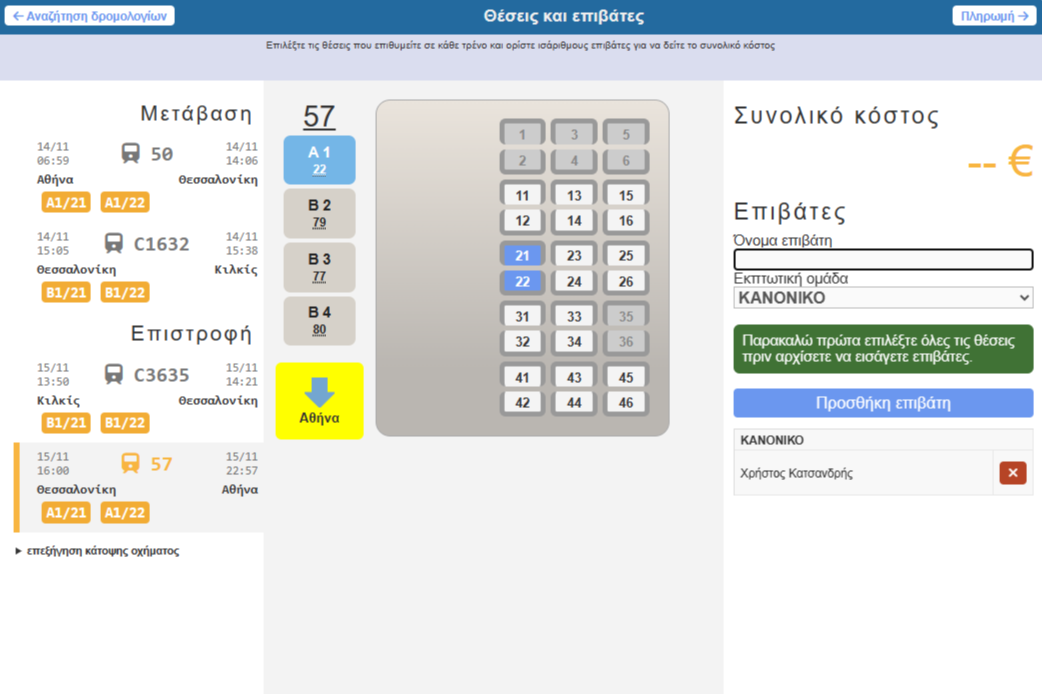 ← Αναζήτηση δρομολογίων
Θέσεις και επιβάτες
Πληρωμή →
Επιλέξτε τις θέσεις που επιθυμείτε σε κάθε τρένο και ορίστε ισάριθμους επιβάτες για να δείτε το συνολικό κόστος
Μετάβαση
14/11 06:59 50 14/11 14:06
Αθήνα Θεσσαλονίκη
A1/21 A1/22
14/11 15:05 C1632 14/11 15:38
Θεσσαλονίκη Κιλκίς
B1/21 B1/22
Επιστροφή
15/11 13:50 C3635 15/11 14:21
Κιλκίς Θεσσαλονίκη
B1/21 B1/22
15/11 16:00 57 15/11 22:57
Θεσσαλονίκη Αθήνα
A1/21 A1/22
▶ επεξήγηση κάτοψης οχήματος
57
A 1
22
B 2
79
B 3
77
B 4
80
Αθήνα
1 3 5
2 4 6
11 13 15
12 14 16
21 23 25
22 24 26
31 33 35
32 34 36
41 43 45
42 44 46
Συνολικό κόστος
-- €
Επιβάτες
Όνομα επιβάτη
Εκπτωτική ομάδα
ΚΑΝΟΝΙΚΟ
Παρακαλώ πρώτα επιλέξτε όλες τις θέσεις
πριν αρχίσετε να εισάγετε επιβάτες.
Προσθήκη επιβάτη
ΚΑΝΟΝΙΚΟ
Χρήστος Κατσανδρής